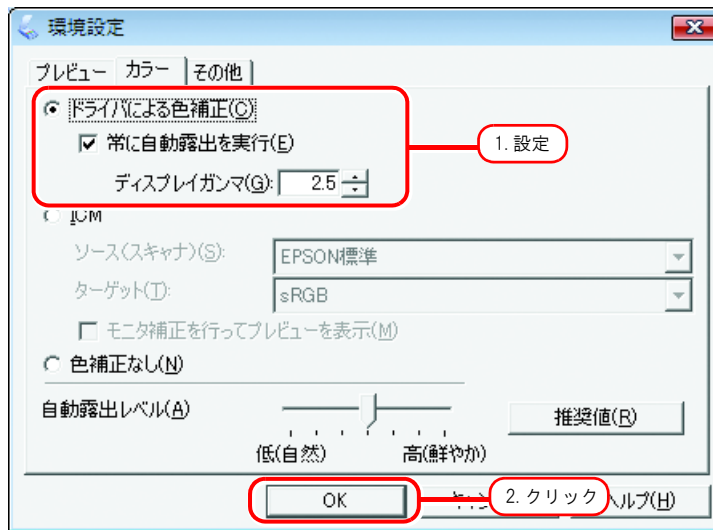 環境設定
プレビュー カラー その他
ドライバによる色補正(C)
常に自動露出を実行(E)
1. 設定
ディスプレイガンマ(G): 2.5
ICM
ソース(スキャナ)(S): EPSON標準
ターゲット(T): sRGB
モニタ補正を行ってプレビューを表示(M)
色補正なし(N)
自動露出レベル(A) 推奨値(R)
低(自然) 高(鮮やか)
OK 2. クリック ヘルプ(H)